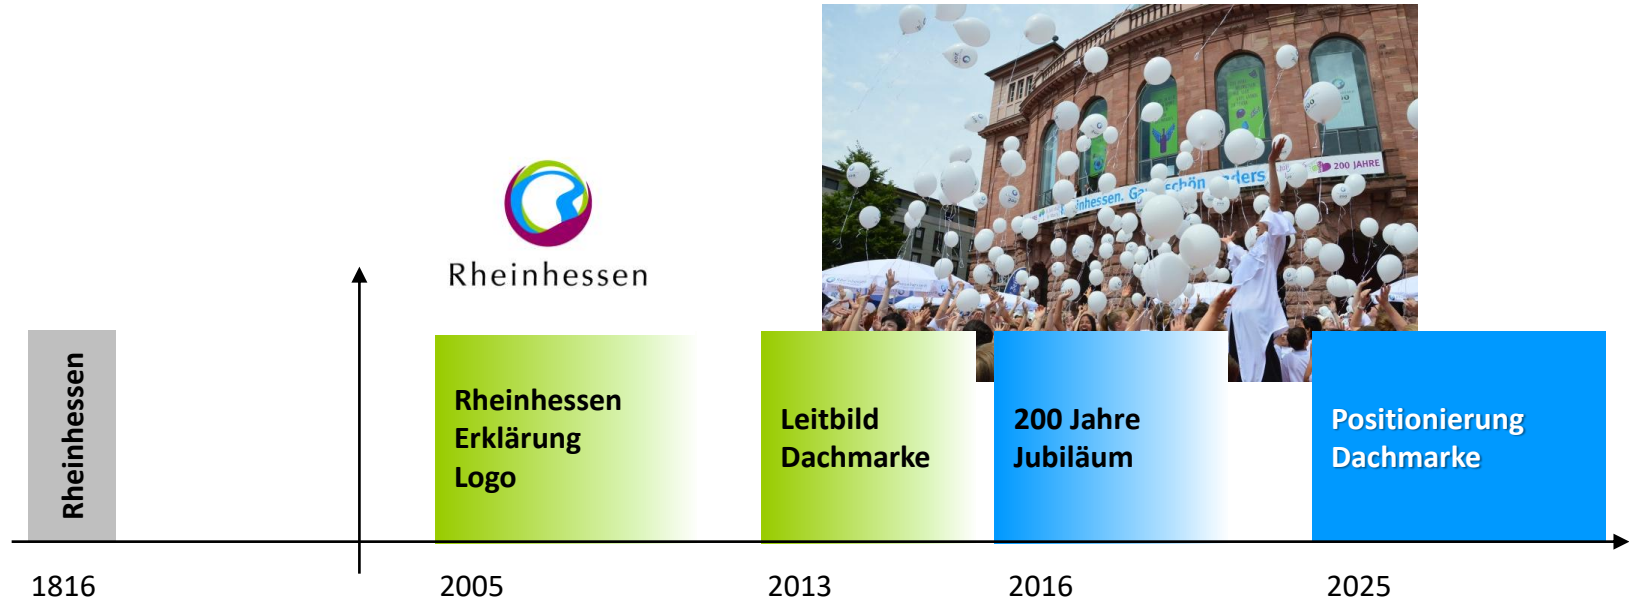 200 JAHRE
Rheinhessen
Rheinhessen
Rheinhessen
Erklärung
Logo
Leitbild
Dachmarke
200 Jahre
Jubiläum
Positionierung
Dachmarke
1816
2005
2013
2016
2025